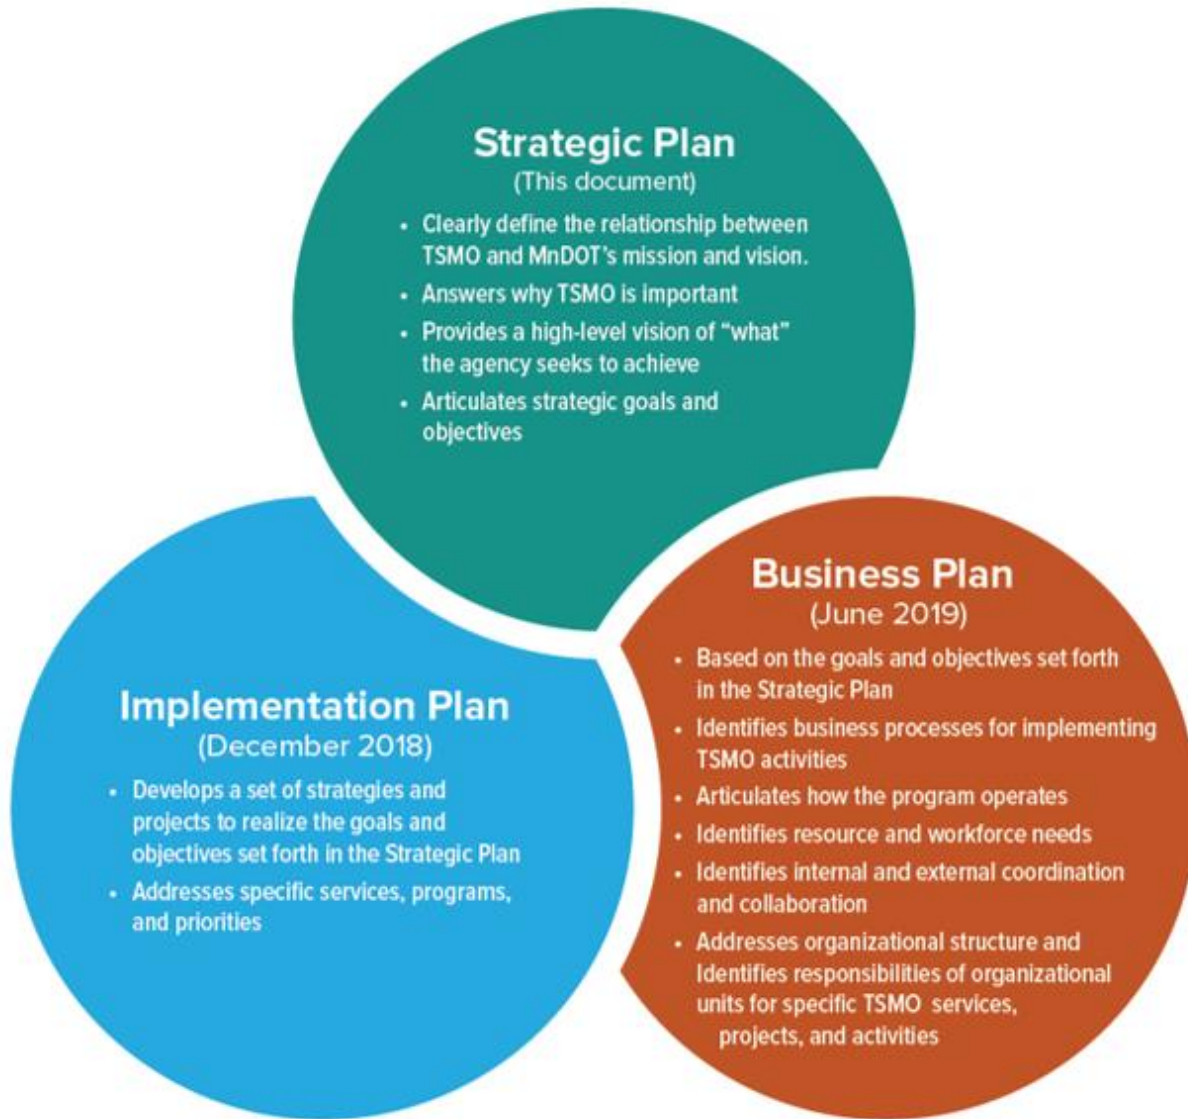 Strategic Plan
(This document)
• Clearly define the relationship between
TSMO and MnDOT's mission and vision.
• Answers why TSMO is important
• Provides a high-level vision of “what”
the agency seeks to achieve
• Articulates strategic goals and
objectives
Implementation Plan
(December 2018)
• Develops a set of strategies and
projects to realize the goals and
objectives set forth in the Strategic Plan
• Addresses specific services, programs,
and priorities
Business Plan
(June 2019)
• Based on the goals and objectives set forth
in the Strategic Plan
• Identifies business processes for implementing
TSMO activities
• Articulates how the program operates
• Identifies resource and workforce needs
• Identifies internal and external coordination
and collaboration
• Addresses organizational structure and
Identifies responsibilities of organizational
units for specific TSMO services,
projects, and activities